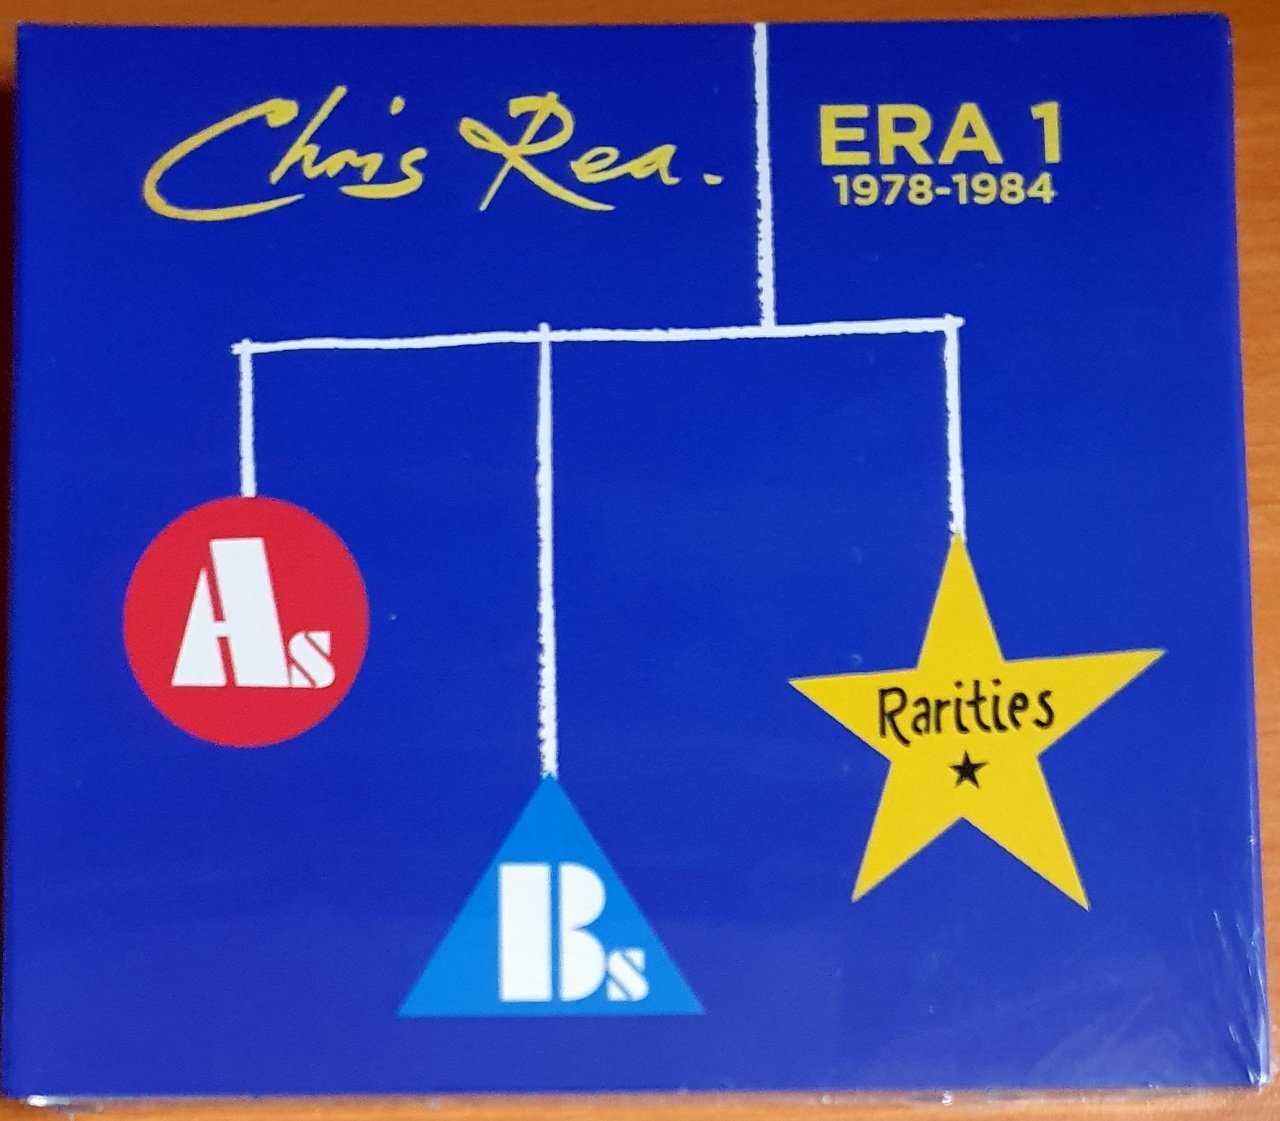 Chris Rea.
ERA 1
1978-1984
As
Bs
Rarities